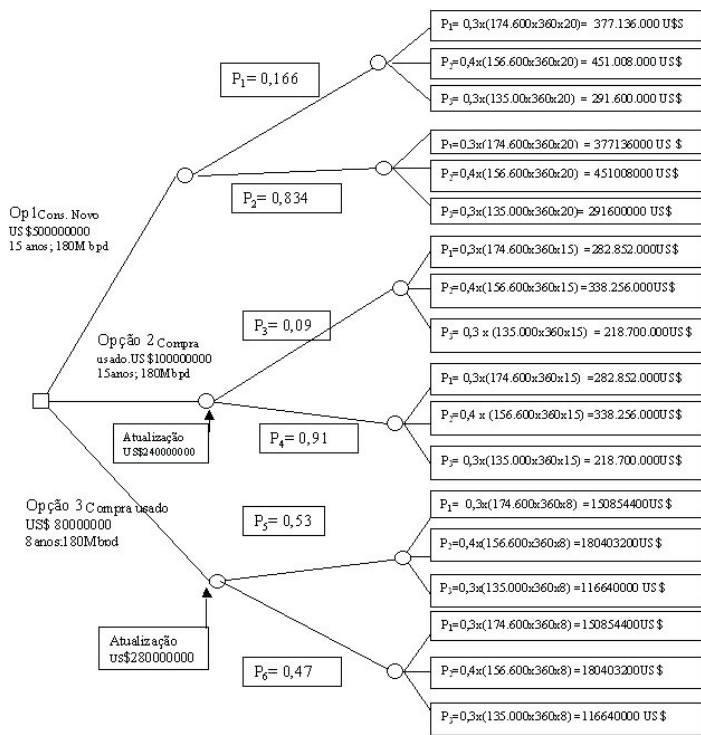 P1= 0,3x(174.600x360x20)= 377.136.000 U$S
P2=0,4x(156.600x360x20) = 451.008.000 US$
P3=0,3x(135.00x360x20) = 291.600.000 US$
P1 = 0,166
P1=0,3x(174.600x360x20) = 377136000 US $
P2=0,4x(156.600x360x20) = 451008000 US $
P3=0,3x(135.000x360x20)= 291600000 US$
P2= 0,834
Op1 Cons. Novo
US $500000000
15 anos; 180M bpd
P1=0,3x(174.600x360x15) =282.852.000US$
P2=0,4x(156.600x360x15)=338.256.000US$
P3= 0,3 x (135.000x360x15) = 218.700.000US$
P3= 0,09
Opção 2 Compra
usado.US $100000000
15anos; 180M bpd
P1= 0,3x(174.600x360x15)=282.852.000US$
P2=0,4 x (156.600x360x15)=338.256.000US$
P3=0,3x(135.000x360x15) = 218.700.000US$
P4= 0,91
Atualização
US$240000000
Opção 3 Compra usado
US$ 80000000
8 anos:180Mbpd
P5= 0,53
P1= 0,3x(174.600x360x8) =150854400US$
P2=0,4x(156.600x360x8) =180403200US$
P3=0,3x(135.000x360x8) =116640000 US$
P1=0,3x(174.600x360x8) =150854400US$
P2=0,4x(156.600x360x8) =180403200US$
P3=0,3x(135.000x360x8) =116640000 US$
Atualização
US$280000000
P6= 0,47